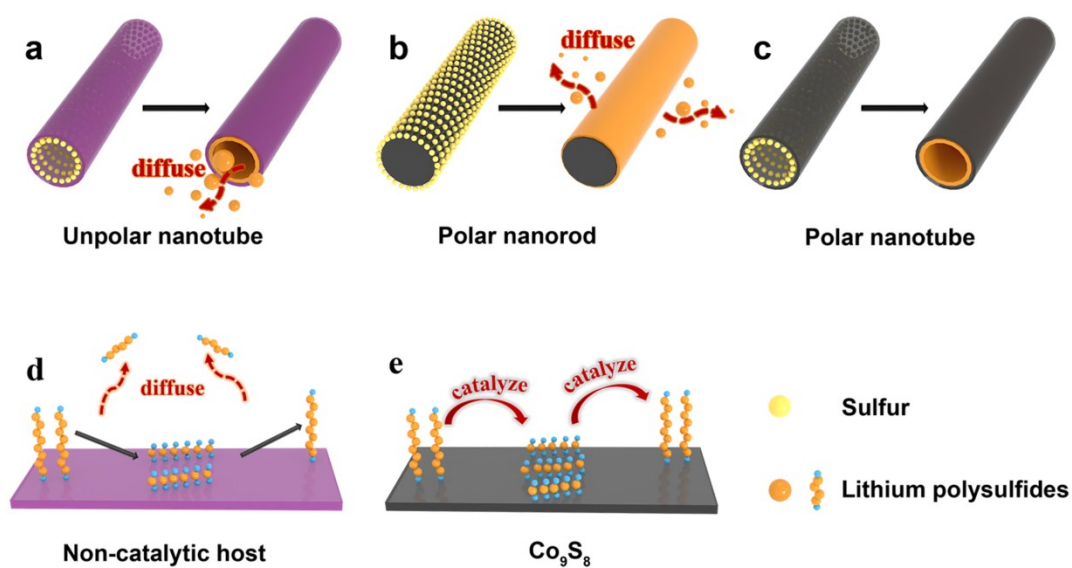 a
b
c
diffuse
diffuse
Unpolar nanotube
Polar nanorod
Polar nanotube
d
e
diffuse
catalyze
catalyze
Sulfur
Lithium polysulfides
Non-catalytic host
Co₉S₈